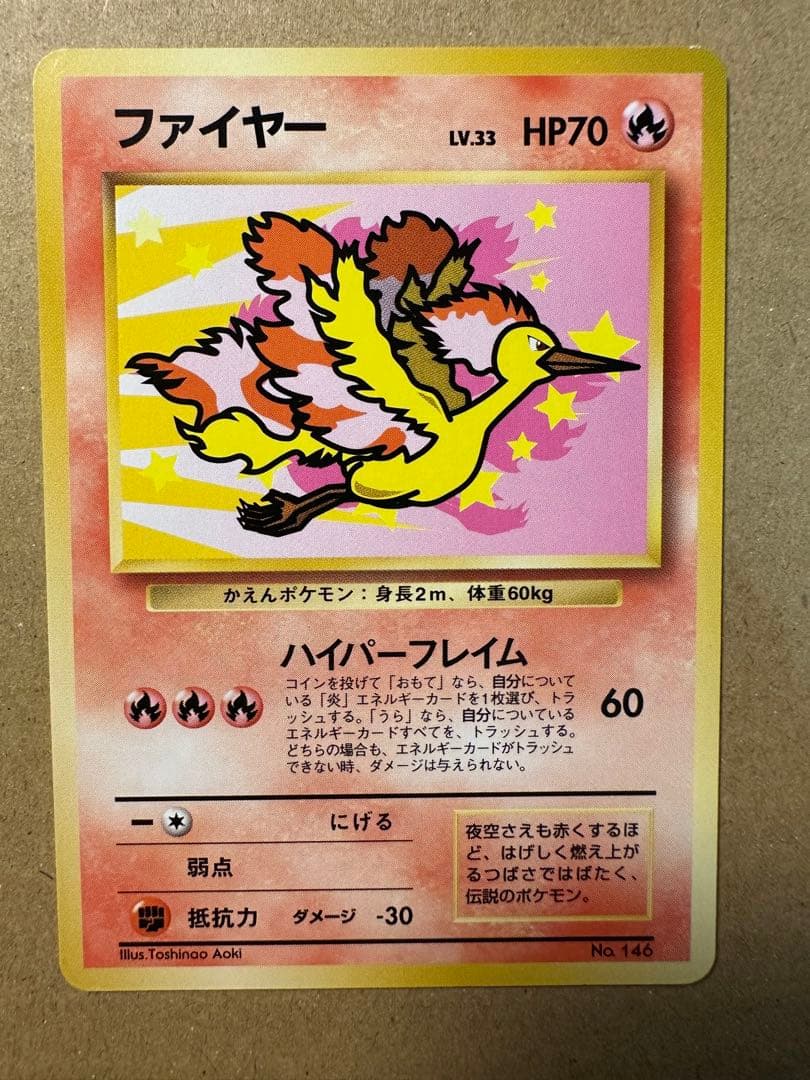 ファイヤー LV.33 HP70
かえんポケモン：身長2m、体重60kg
ハイパーフレイム
コインを投げて「おもて」なら、自分についてい
る「炎」エネルギーカードを1枚選び、トラ
ッシュする。「うら」なら、自分についている
エネルギーカードすべてを、トラッシュする。
どちらの場合も、エネルギーカードがトラッシュ
できない時、ダメージは与えられない。
60
にげる
弱点
抵抗力 ダメージ -30
夜空さえも赤くするほ
ど、はげしく燃え上が
るつばさではばたく、
伝説のポケモン。
Illus.Toshinao Aoki
No. 146